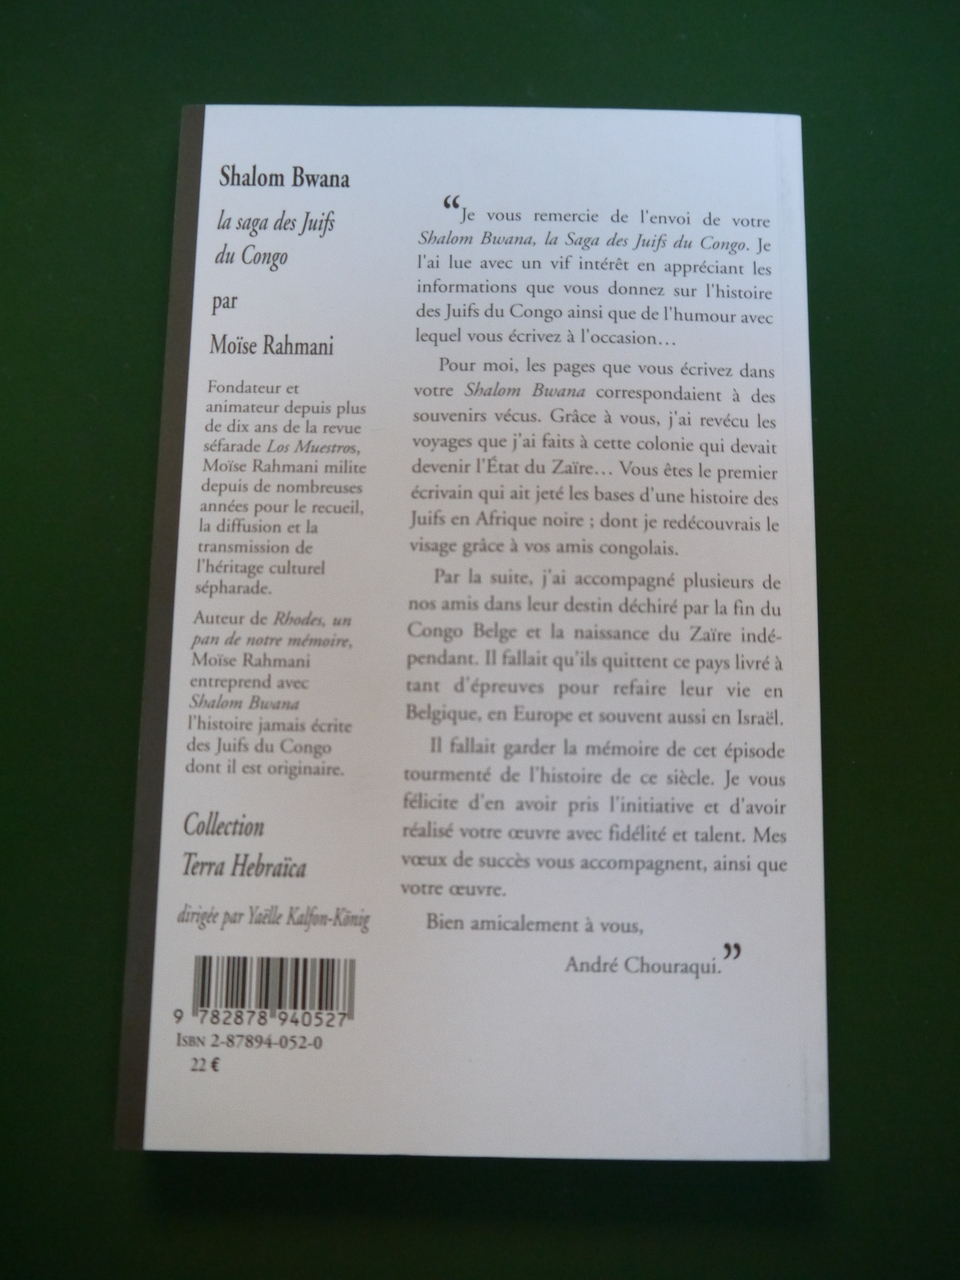 Shalom Bwana
la saga des Juifs
du Congo
par
Moïse Rahmani
Fondateur et
animateur depuis plus
de dix ans de la revue
séfarade Los Muestros,
Moïse Rahmani milite
depuis de nombreuses
années pour le recueil,
la diffusion et la
transmission de
l'héritage culturel
sépharade.
Auteur de Rhodes, un
pan de notre mémoire,
Moïse Rahmani
entreprend avec
Shalom Bwana
l'histoire jamais écrite
des Juifs du Congo
dont il est originaire.
Collection
Terra Hebraïca
dirigée par Yaëlle Kalfon-König
9 782878 940527
ISBN 2-87894-052-0
22 €
“Je vous remercie de l'envoi de votre
Shalom Bwana, la Saga des Juifs du Congo. Je
l'ai lue avec un vif intérêt en appréciant les
informations que vous donnez sur l'histoire
des Juifs du Congo ainsi que de l'humour avec
lequel vous écrivez à l'occasion…
Pour moi, les pages que vous écrivez dans
votre Shalom Bwana correspondaient à des
souvenirs vécus. Grâce à vous, j'ai revécu les
voyages que j'ai faits à cette colonie qui devait
devenir l'État du Zaïre… Vous êtes le premier
écrivain qui ait jeté les bases d'une histoire des
Juifs en Afrique noire ; dont je redécouvrais le
visage grâce à vos amis congolais.
Par la suite, j'ai accompagné plusieurs de
nos amis dans leur destin déchiré par la fin du
Congo Belge et la naissance du Zaïre indé-
pendant. Il fallait qu'ils quittent ce pays livré à
tant d'épreuves pour refaire leur vie en
Belgique, en Europe et souvent aussi en Israël.
Il fallait garder la mémoire de cet épisode
tourmenté de l'histoire de ce siècle. Je vous
félicite d'en avoir pris l'initiative et d'avoir
réalisé votre œuvre avec fidélité et talent. Mes
vœux de succès vous accompagnent, ainsi que
votre œuvre.
Bien amicalement à vous,
André Chouraqui.”